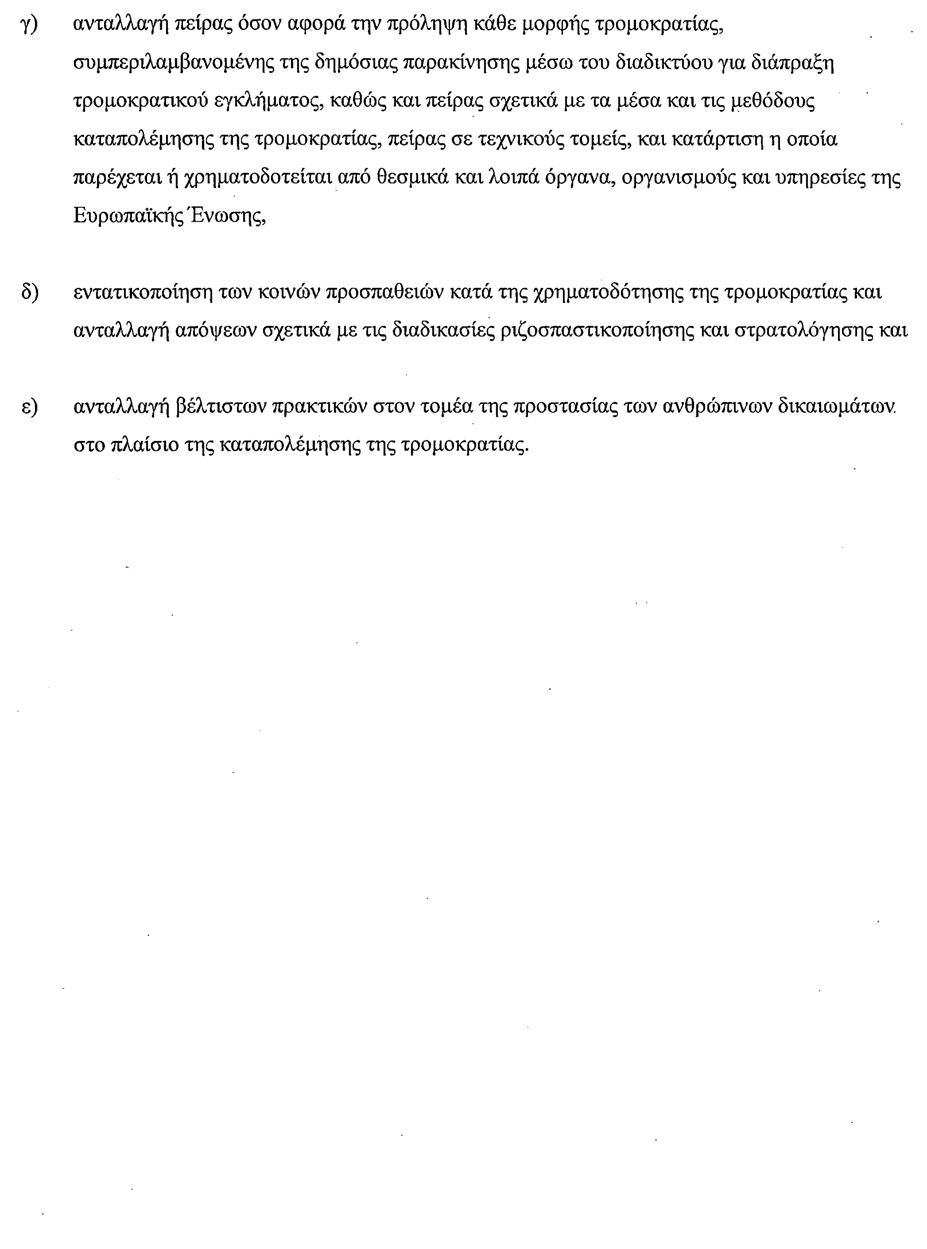 γ) ανταλλαγή πείρας όσον αφορά την πρόληψη κάθε μορφής τρομοκρατίας,
συμπεριλαμβανομένης της δημόσιας παρακίνησης μέσω του διαδικτύου για διάπραξη
τρομοκρατικού εγκλήματος, καθώς και πείρας σχετικά με τα μέσα και τις μεθόδους
καταπολέμησης της τρομοκρατίας, πείρας σε τεχνικούς τομείς, και κατάρτιση η οποία
παρέχεται ή χρηματοδοτείται από θεσμικά και λοιπά όργανα, οργανισμούς και υπηρεσίες της
Ευρωπαϊκής Ένωσης,
δ) εντατικοποίηση των κοινών προσπαθειών κατά της χρηματοδότησης της τρομοκρατίας και
ανταλλαγή απόψεων σχετικά με τις διαδικασίες ριζοσπαστικοποίησης και στρατολόγησης και
ε) ανταλλαγή βέλτιστων πρακτικών στον τομέα της προστασίας των ανθρώπινων δικαιωμάτων
στο πλαίσιο της καταπολέμησης της τρομοκρατίας.